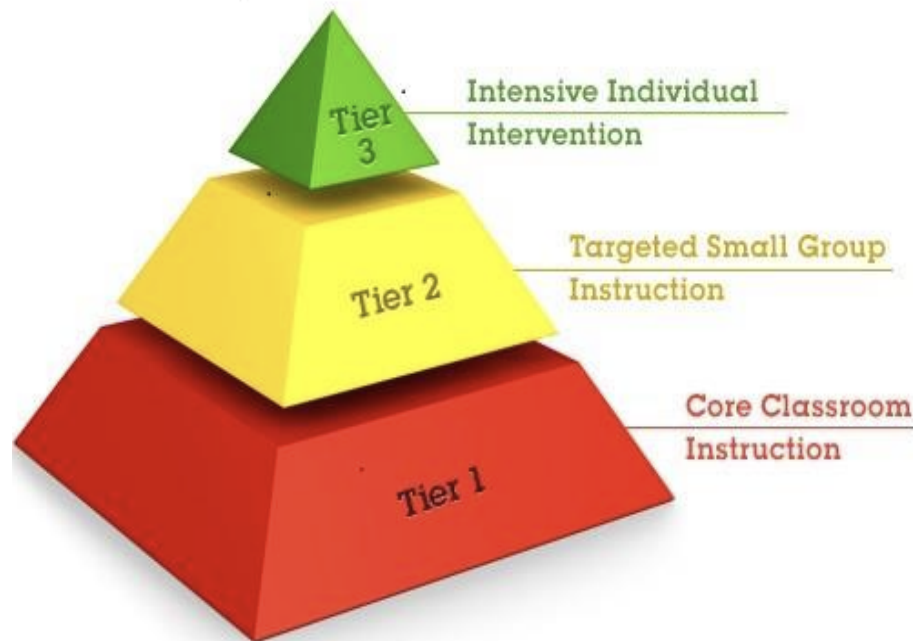 Tier
3
Intensive Individual
Intervention
Tier 2
Targeted Small Group
Instruction
Tier 1
Core Classroom
Instruction